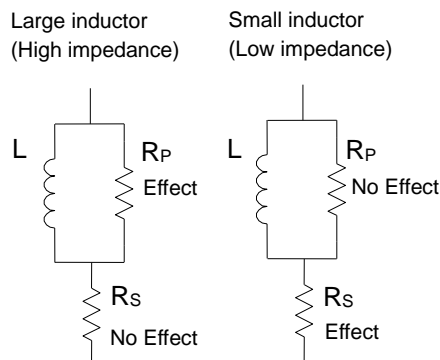 Large inductor
(High impedance)
L
RP
Effect
RS
No Effect
Small inductor
(Low impedance)
L
RP
No Effect
RS
Effect